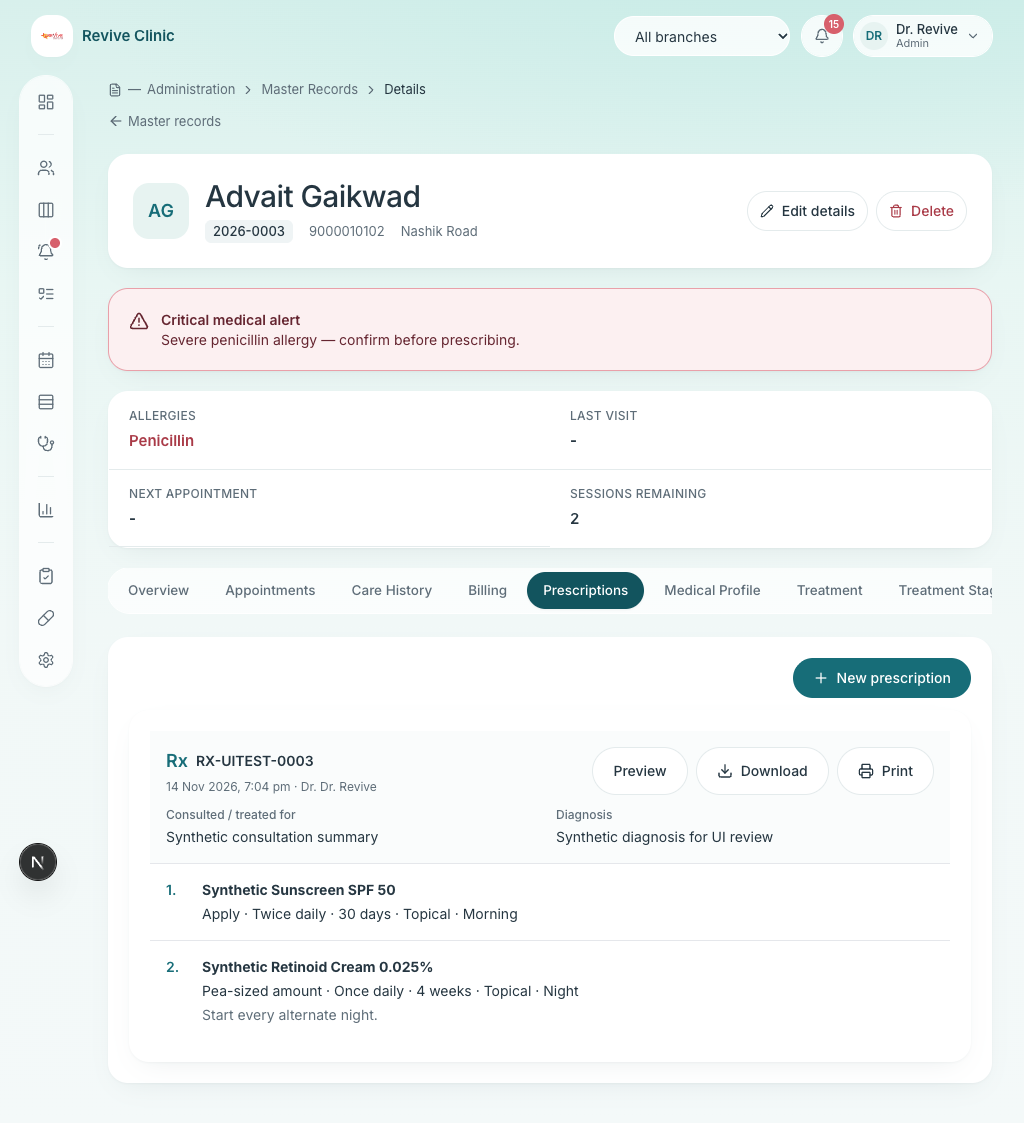 Revive Clinic
All branches
15
DR
Dr. Revive
Admin
— Administration > Master Records > Details
← Master records
AG
Advait Gaikwad
2026-0003 9000010102 Nashik Road
Edit details
Delete
Critical medical alert
Severe penicillin allergy — confirm before prescribing.
ALLERGIES
Penicillin
LAST VISIT
-
NEXT APPOINTMENT
-
SESSIONS REMAINING
2
Overview Appointments Care History Billing Prescriptions Medical Profile Treatment Treatment Stag
+ New prescription
Rx RX-UITEST-0003
14 Nov 2026, 7:04 pm · Dr. Dr. Revive
Preview
Download
Print
Consulted / treated for
Synthetic consultation summary
Diagnosis
Synthetic diagnosis for UI review
N
1. Synthetic Sunscreen SPF 50
Apply · Twice daily · 30 days · Topical · Morning
2. Synthetic Retinoid Cream 0.025%
Pea-sized amount · Once daily · 4 weeks · Topical · Night
Start every alternate night.